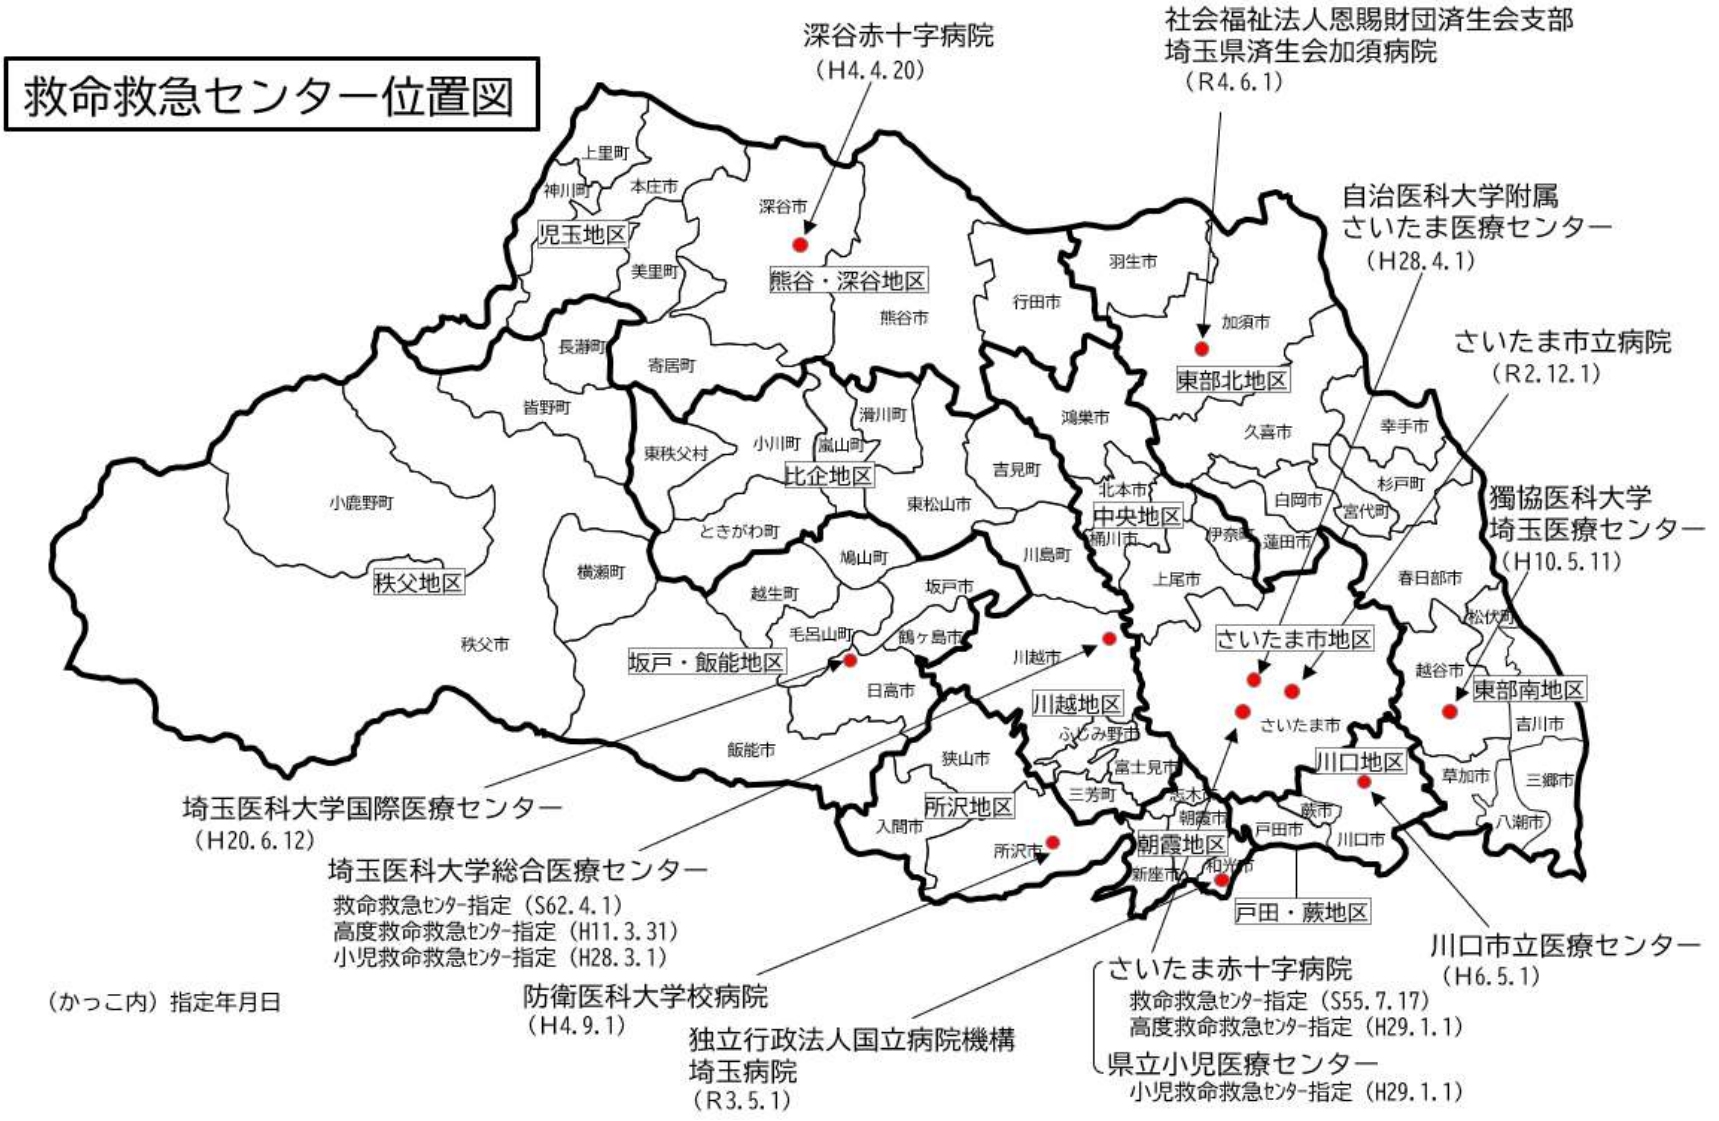 救命救急センター位置図
深谷赤十字病院
（H4.4.20）
社会福祉法人恩賜財団済生会支部
埼玉県済生会加須病院
（R4.6.1）
自治医科大学附属
さいたま医療センター
（H28.4.1）
さいたま市立病院
（R2.12.1）
獨協医科大学
埼玉医療センター
（H10.5.11）
上里町
神川町
本庄市
児玉地区
美里町
深谷市
熊谷・深谷地区
熊谷市
行田市
羽生市
加須市
東部北地区
長瀞町
寄居町
皆野町
東秩父村
小川町
嵐山町
滑川町
比企地区
東松山市
吉見町
鴻巣市
久喜市
幸手市
杉戸町
白岡市
宮代町
北本市
中央地区
桶川市
伊奈町
蓮田市
小鹿野町
秩父地区
横瀬町
秩父市
ときがわ町
鳩山町
越生町
坂戸市
川島町
上尾市
春日部市
松伏町
毛呂山町
鶴ヶ島市
坂戸・飯能地区
日高市
飯能市
川越市
川越地区
さいたま市地区
さいたま市
越谷市
東部南地区
吉川市
ふじみ野市
富士見市
三芳町
狭山市
所沢地区
入間市
所沢市
志木市
朝霞市
朝霞地区
新座市
和光市
川口地区
蕨市
戸田市
川口市
戸田・蕨地区
草加市
三郷市
八潮市
埼玉医科大学国際医療センター
（H20.6.12）
埼玉医科大学総合医療センター
救命救急ｾﾝﾀｰ指定（S62.4.1）
高度救命救急ｾﾝﾀｰ指定（H11.3.31）
小児救命救急ｾﾝﾀｰ指定（H28.3.1）
防衛医科大学校病院
（H4.9.1）
独立行政法人国立病院機構
埼玉病院
（R3.5.1）
さいたま赤十字病院
救命救急ｾﾝﾀｰ指定（S55.7.17）
高度救命救急ｾﾝﾀｰ指定（H29.1.1）
県立小児医療センター
小児救命救急ｾﾝﾀｰ指定（H29.1.1）
川口市立医療センター
（H6.5.1）
（かっこ内）指定年月日